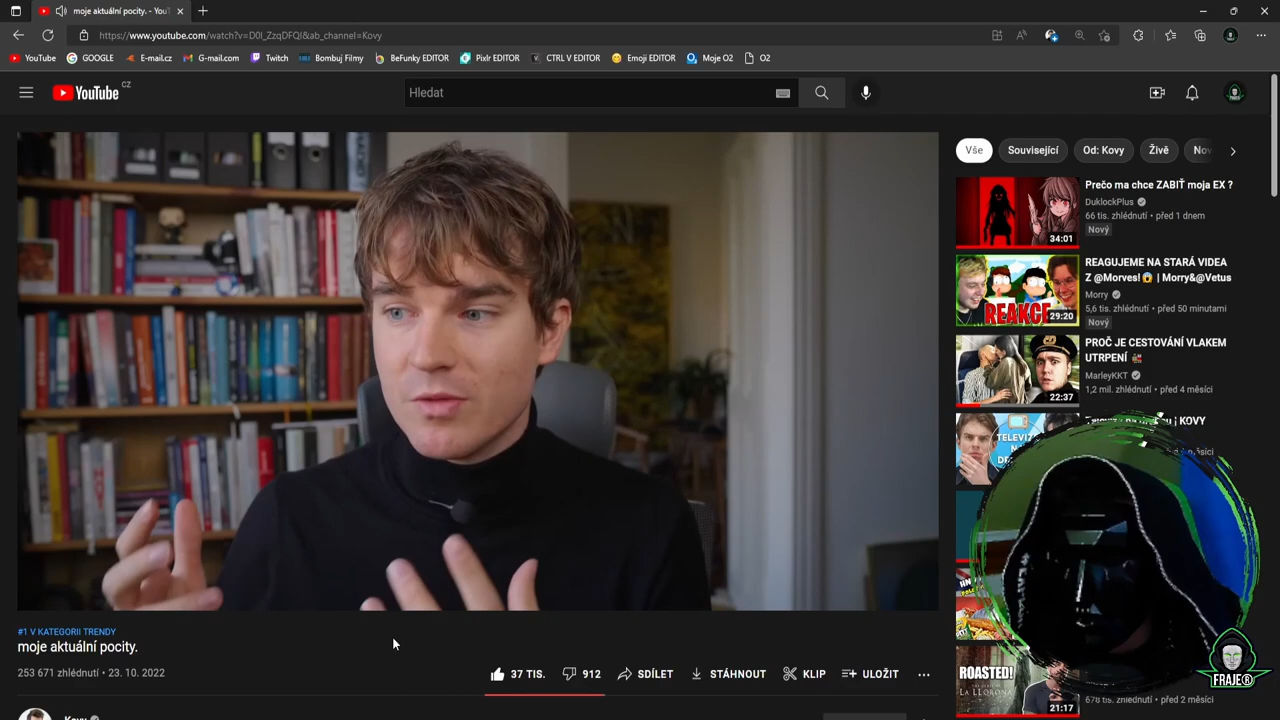 moje aktuální pocity. - You
https://www.youtube.com/watch?v=D0l_ZzqDFQI&ab_channel=Kovy
YouTube GOOGLE E-mail.cz G-mail.com Twitch Bombuj Filmy BeFunky EDITOR Pixlr EDITOR CTRL V EDITOR Emoji EDITOR Moje O2 O2
YouTube CZ
Hledat
#1 V KATEGORII TRENDY
moje aktuální pocity.
253 671 zhlédnutí • 23. 10. 2022
37 TIS. 912 SDÍLET STÁHNOUT KLIP ULOŽIT
Kovy
Vše Související Od: Kovy Živě Nov
34:01
Prečo ma chce ZABIŤ moja EX ?
DuklockPlus
66 tis. zhlédnutí • před 1 dnem
Nový
REAKCE
29:20
REAGUJEME NA STARÁ VIDEA
Z @Morves!😱 | Morry&@Vetus
Morry
5,6 tis. zhlédnutí • před 50 minutami
Nový
22:37
PROČ JE CESTOVÁNÍ VLAKEM
UTRPENÍ 🚂
MarleyKKT
1,2 mil. zhlédnutí • před 4 měsíci
| KOVY
měsíci
ROASTED!
LA LLORONA
21:17
678 tis. zhlédnutí • před 2 měsíci
FRAJE®